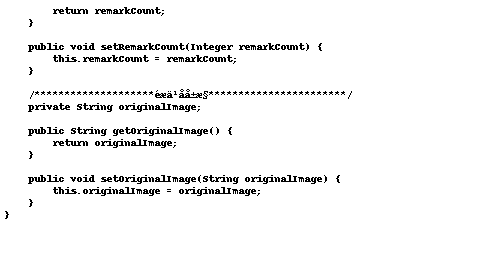 return remarkCount;
}
public void setRemarkCount(Integer remarkCount) {
this.remarkCount = remarkCount;
}
/********************éæä¹åå±æ§***********************/
private String originalImage;
public String getOriginalImage() {
return originalImage;
}
public void setOriginalImage(String originalImage) {
this.originalImage = originalImage;
}
}